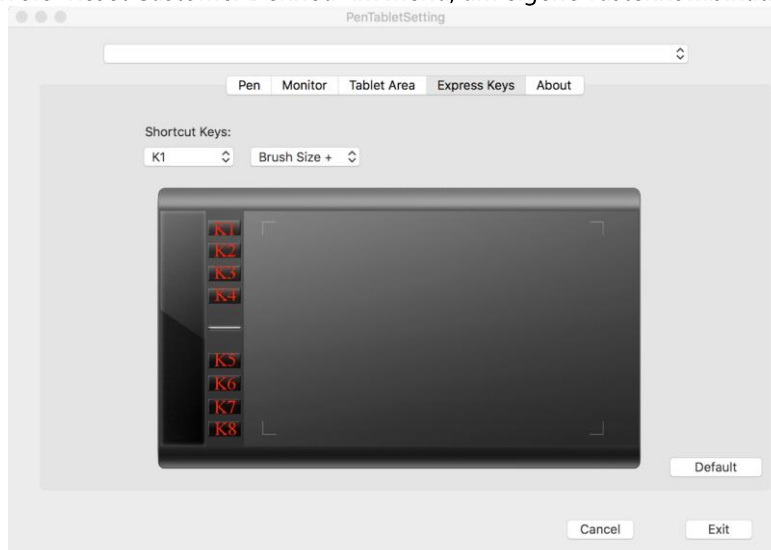 PenTabletSetting
Pen Monitor Tablet Area Express Keys About
Shortcut Keys:
K1 Brush Size +
K1
K2
K3
K4
K5
K6
K7
K8
Default
Cancel Exit